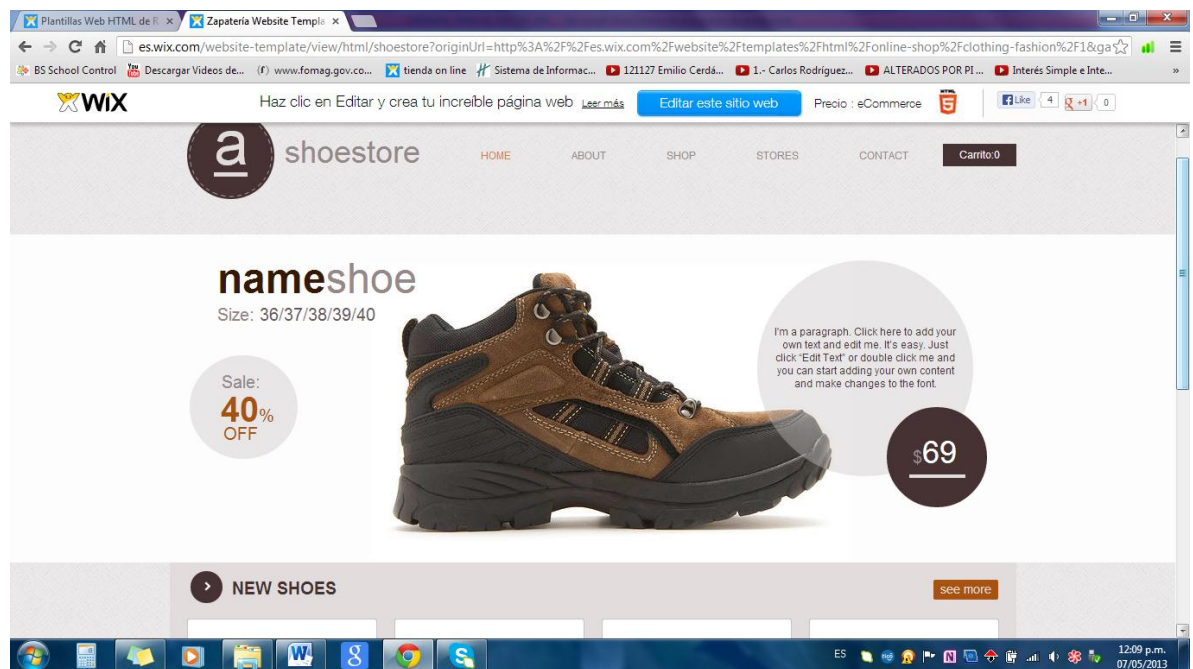 Plantillas Web HTML de R
Zapatería Website Templa
es.wix.com/website-template/view/html/shoestore?originUrl=http%3A%2F%2Fes.wix.com%2Fwebsite%2Ftemplates%2Fhtml%2Fonline-shop%2Fclothing-fashion%2F1&ga
BS School Control
Descargar Videos de...
www.fomag.gov.co...
tienda on line
Sistema de Informac...
121127 Emilio Cerdá...
1.- Carlos Rodríguez...
ALTERADOS POR PI ...
Interés Simple e Inte...
WiX
Haz clic en Editar y crea tu increíble página web Leer más
Editar este sitio web
Precio : eCommerce
HTML 5
Like 4
+1 0
a
shoestore
HOME ABOUT SHOP STORES CONTACT
Carrito:0
nameshoe
Size: 36/37/38/39/40
Sale:
40%
OFF
I'm a paragraph. Click here to add your
own text and edit me. It's easy. Just
click “Edit Text” or double click me and
you can start adding your own content
and make changes to the font.
$69
NEW SHOES
see more
ES
12:09 p.m.
07/05/2013